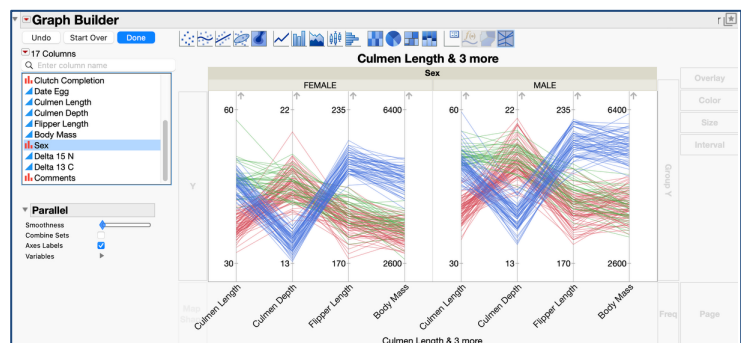 Graph Builder
Undo Start Over Done
17 Columns
Enter column name
Clutch Completion
Date Egg
Culmen Length
Culmen Depth
Flipper Length
Body Mass
Sex
Delta 15 N
Delta 13 C
Comments
Parallel
Smoothness
Combine Sets
Axes Labels
Variables
Culmen Length & 3 more
Sex
FEMALE MALE
60 22 235 6400 60 22 235 6400
30 13 170 2600 30 13 170 2600
Culmen Length Culmen Depth Flipper Length Body Mass Culmen Length Culmen Depth Flipper Length Body Mass
Culmen Length & 3 more
Y
Map
Group Y
Overlay
Color
Size
Interval
Freq
Page